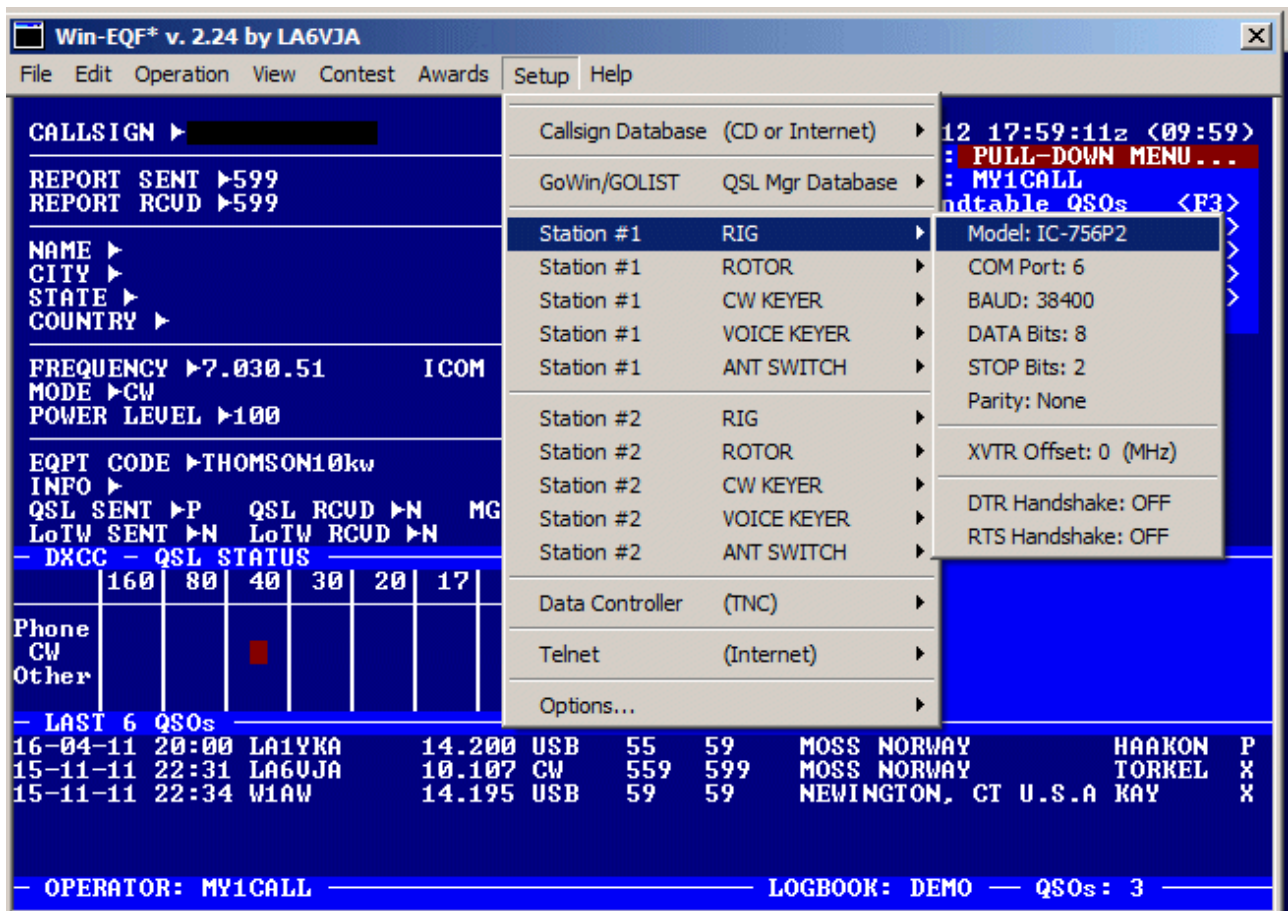 Win-EQF* v. 2.24 by LA6VJA
File Edit Operation View Contest Awards Setup Help
CALLSIGN
REPORT SENT 599
REPORT RCVD 599
NAME
CITY
STATE
COUNTRY
FREQUENCY 7.030.51 ICOM
MODE CW
POWER LEVEL 100
EQPT CODE THOMSON10kw
INFO
QSL SENT P QSL RCVD N MG
LoTW SENT N LoTW RCVD N
Callsign Database (CD or Internet)
GoWin/GOLIST QSL Mgr Database
Station #1 RIG
Station #1 ROTOR
Station #1 CW KEYER
Station #1 VOICE KEYER
Station #1 ANT SWITCH
Station #2 RIG
Station #2 ROTOR
Station #2 CW KEYER
Station #2 VOICE KEYER
Station #2 ANT SWITCH
Data Controller (TNC)
Telnet (Internet)
Options...
12 17:59:11z (09:59)
: PULL-DOWN MENU...
: MY1CALL
ndtable QSOs <F3>
>
>
>
>
Model: IC-756P2
COM Port: 6
BAUD: 38400
DATA Bits: 8
STOP Bits: 2
Parity: None
XVTR Offset: 0 (MHz)
DTR Handshake: OFF
RTS Handshake: OFF
DXCC - QSL STATUS
160 80 40 30 20 17
Phone
CW
Other
LAST 6 QSOs
16-04-11 20:00 LA1YKA 14.200 USB 55 59 MOSS NORWAY HAAKON P
15-11-11 22:31 LA6VJA 10.107 CW 559 599 MOSS NORWAY TORKEL X
15-11-11 22:34 W1AW 14.195 USB 59 59 NEWINGTON, CT U.S.A KAY X
OPERATOR: MY1CALL LOGBOOK: DEMO — QSOs: 3